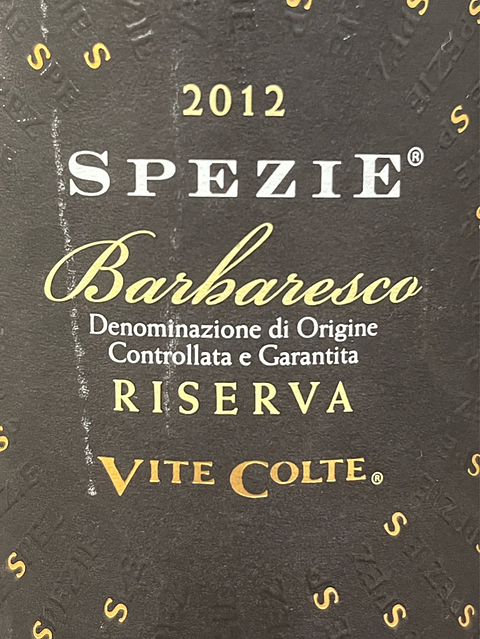 2012
SPEZIE®
Barbaresco
Denominazione di Origine
Controllata e Garantita
RISERVA
VITE COLTE®